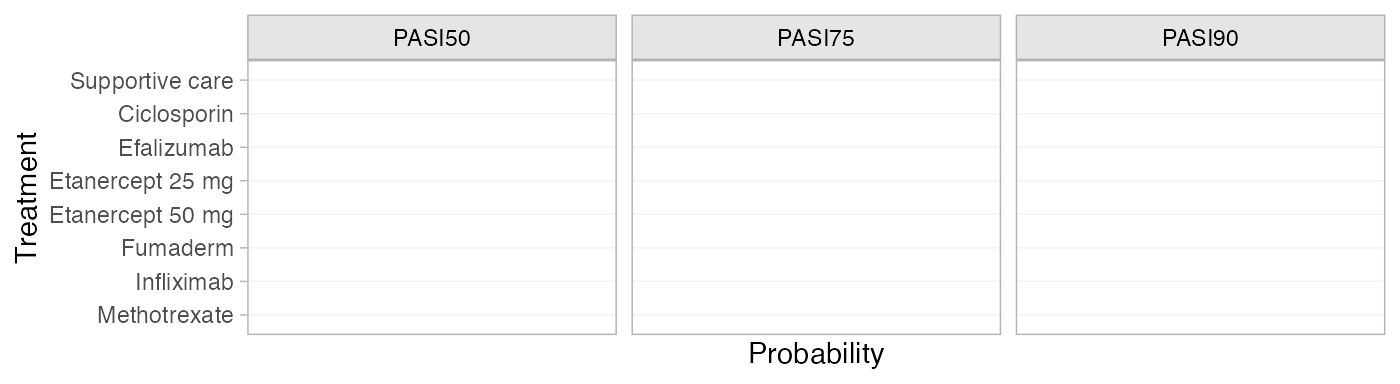 PASI50
PASI75
PASI90
Treatment
Supportive care
Ciclosporin
Efalizumab
Etanercept 25 mg
Etanercept 50 mg
Fumaderm
Infliximab
Methotrexate
Probability